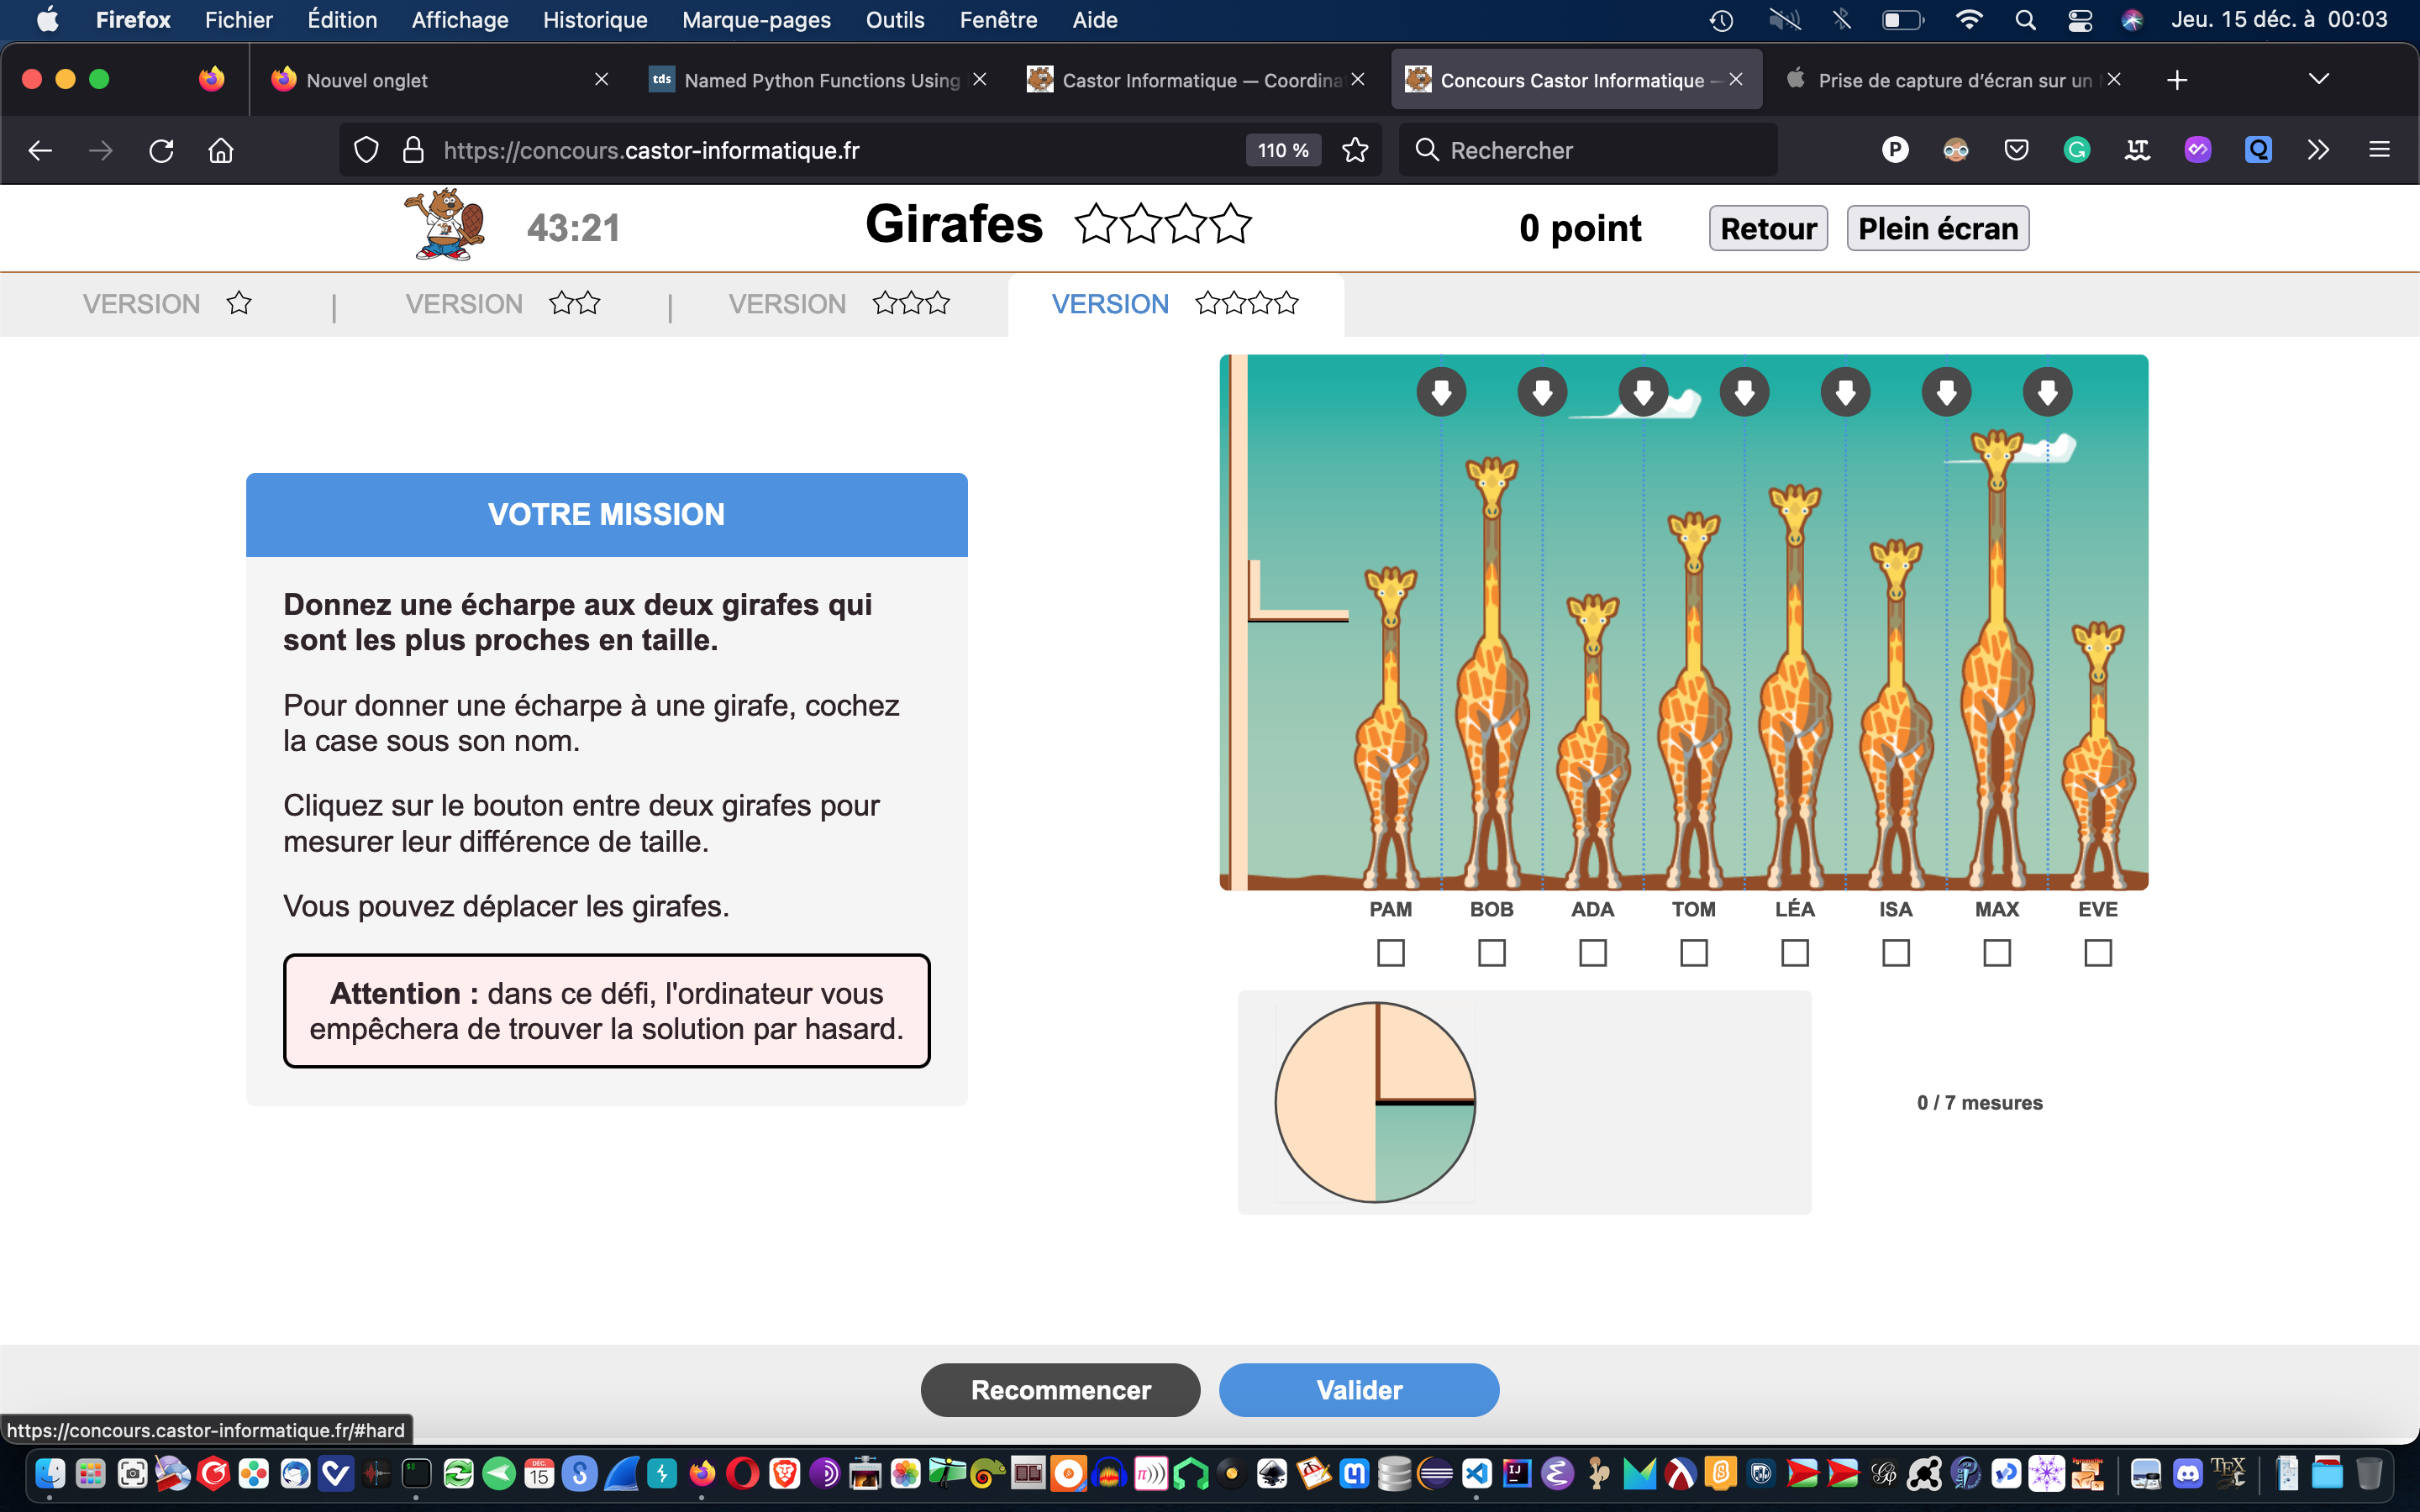 Firefox Fichier Édition Affichage Historique Marque-pages Outils Fenêtre Aide Jeu. 15 déc. à 00:03
Nouvel onglet tds Named Python Functions Using Castor Informatique — Coordina Concours Castor Informatique — Prise de capture d’écran sur un
https://concours.castor-informatique.fr 110 % Rechercher
43:21 Girafes 0 point Retour Plein écran
VERSION | VERSION | VERSION VERSION
VOTRE MISSION
Donnez une écharpe aux deux girafes qui
sont les plus proches en taille.
Pour donner une écharpe à une girafe, cochez
la case sous son nom.
Cliquez sur le bouton entre deux girafes pour
mesurer leur différence de taille.
Vous pouvez déplacer les girafes.
Attention : dans ce défi, l'ordinateur vous
empêchera de trouver la solution par hasard.
PAM BOB ADA TOM LÉA ISA MAX EVE
0 / 7 mesures
Recommencer Valider
https://concours.castor-informatique.fr/#hard